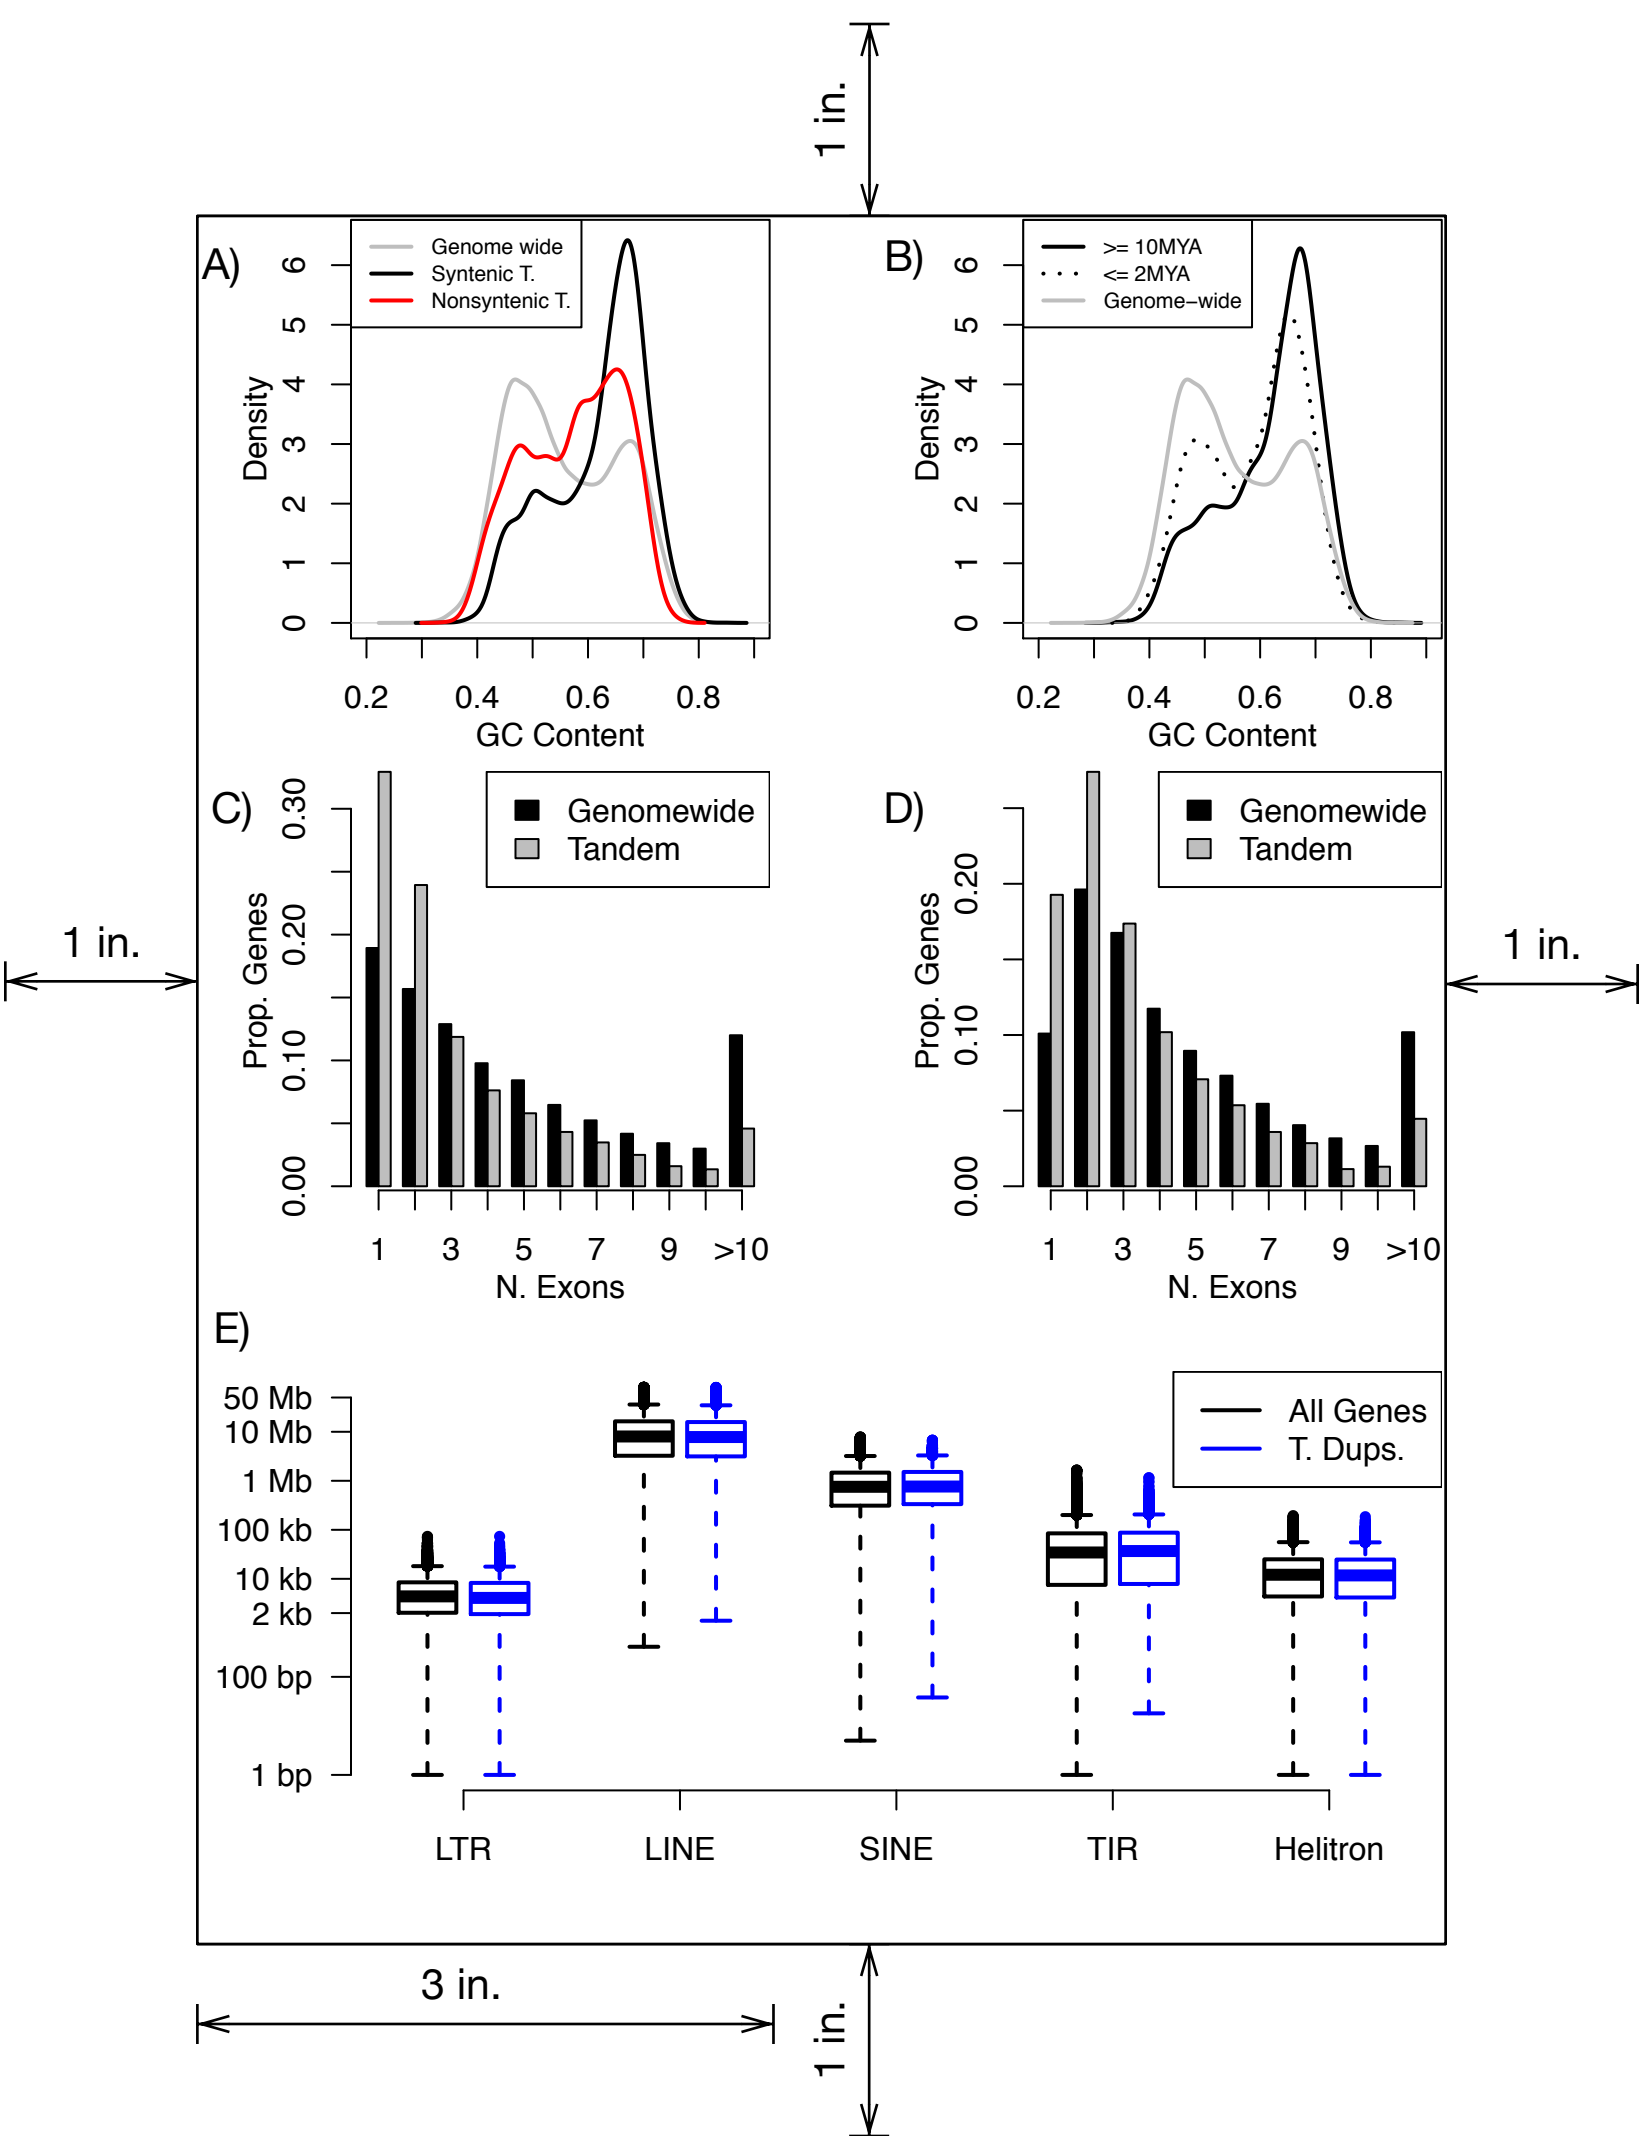 1 in.
A)
Genome wide
Syntenic T.
Nonsyntenic T.
Density
0 1 2 3 4 5 6
0.2 0.4 0.6 0.8
GC Content
B)
>= 10MYA
<= 2MYA
Genome-wide
Density
0 1 2 3 4 5 6
0.2 0.4 0.6 0.8
GC Content
C)
Genomewide
Tandem
Prop. Genes
0.00 0.10 0.20 0.30
1 3 5 7 9 >10
N. Exons
D)
Genomewide
Tandem
Prop. Genes
0.00 0.10 0.20
1 3 5 7 9 >10
N. Exons
1 in.
1 in.
E)
All Genes
T. Dups.
50 Mb
10 Mb
1 Mb
100 kb
10 kb
2 kb
100 bp
1 bp
LTR LINE SINE TIR Helitron
3 in.
1 in.